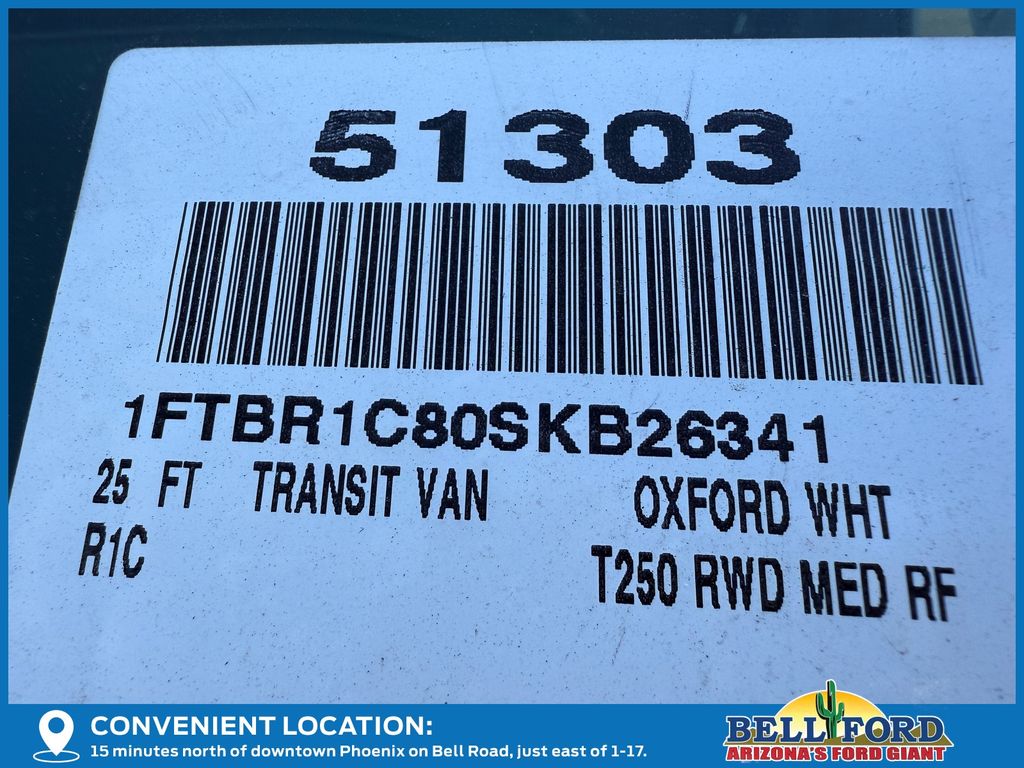 51303
1FTBR1C80SKB26341
25 FT TRANSIT VAN OXFORD WHT
R1C T250 RWD MED RF
CONVENIENT LOCATION:
15 minutes north of downtown Phoenix on Bell Road, just east of 1-17.
BELL FORD
ARIZONA'S FORD GIANT